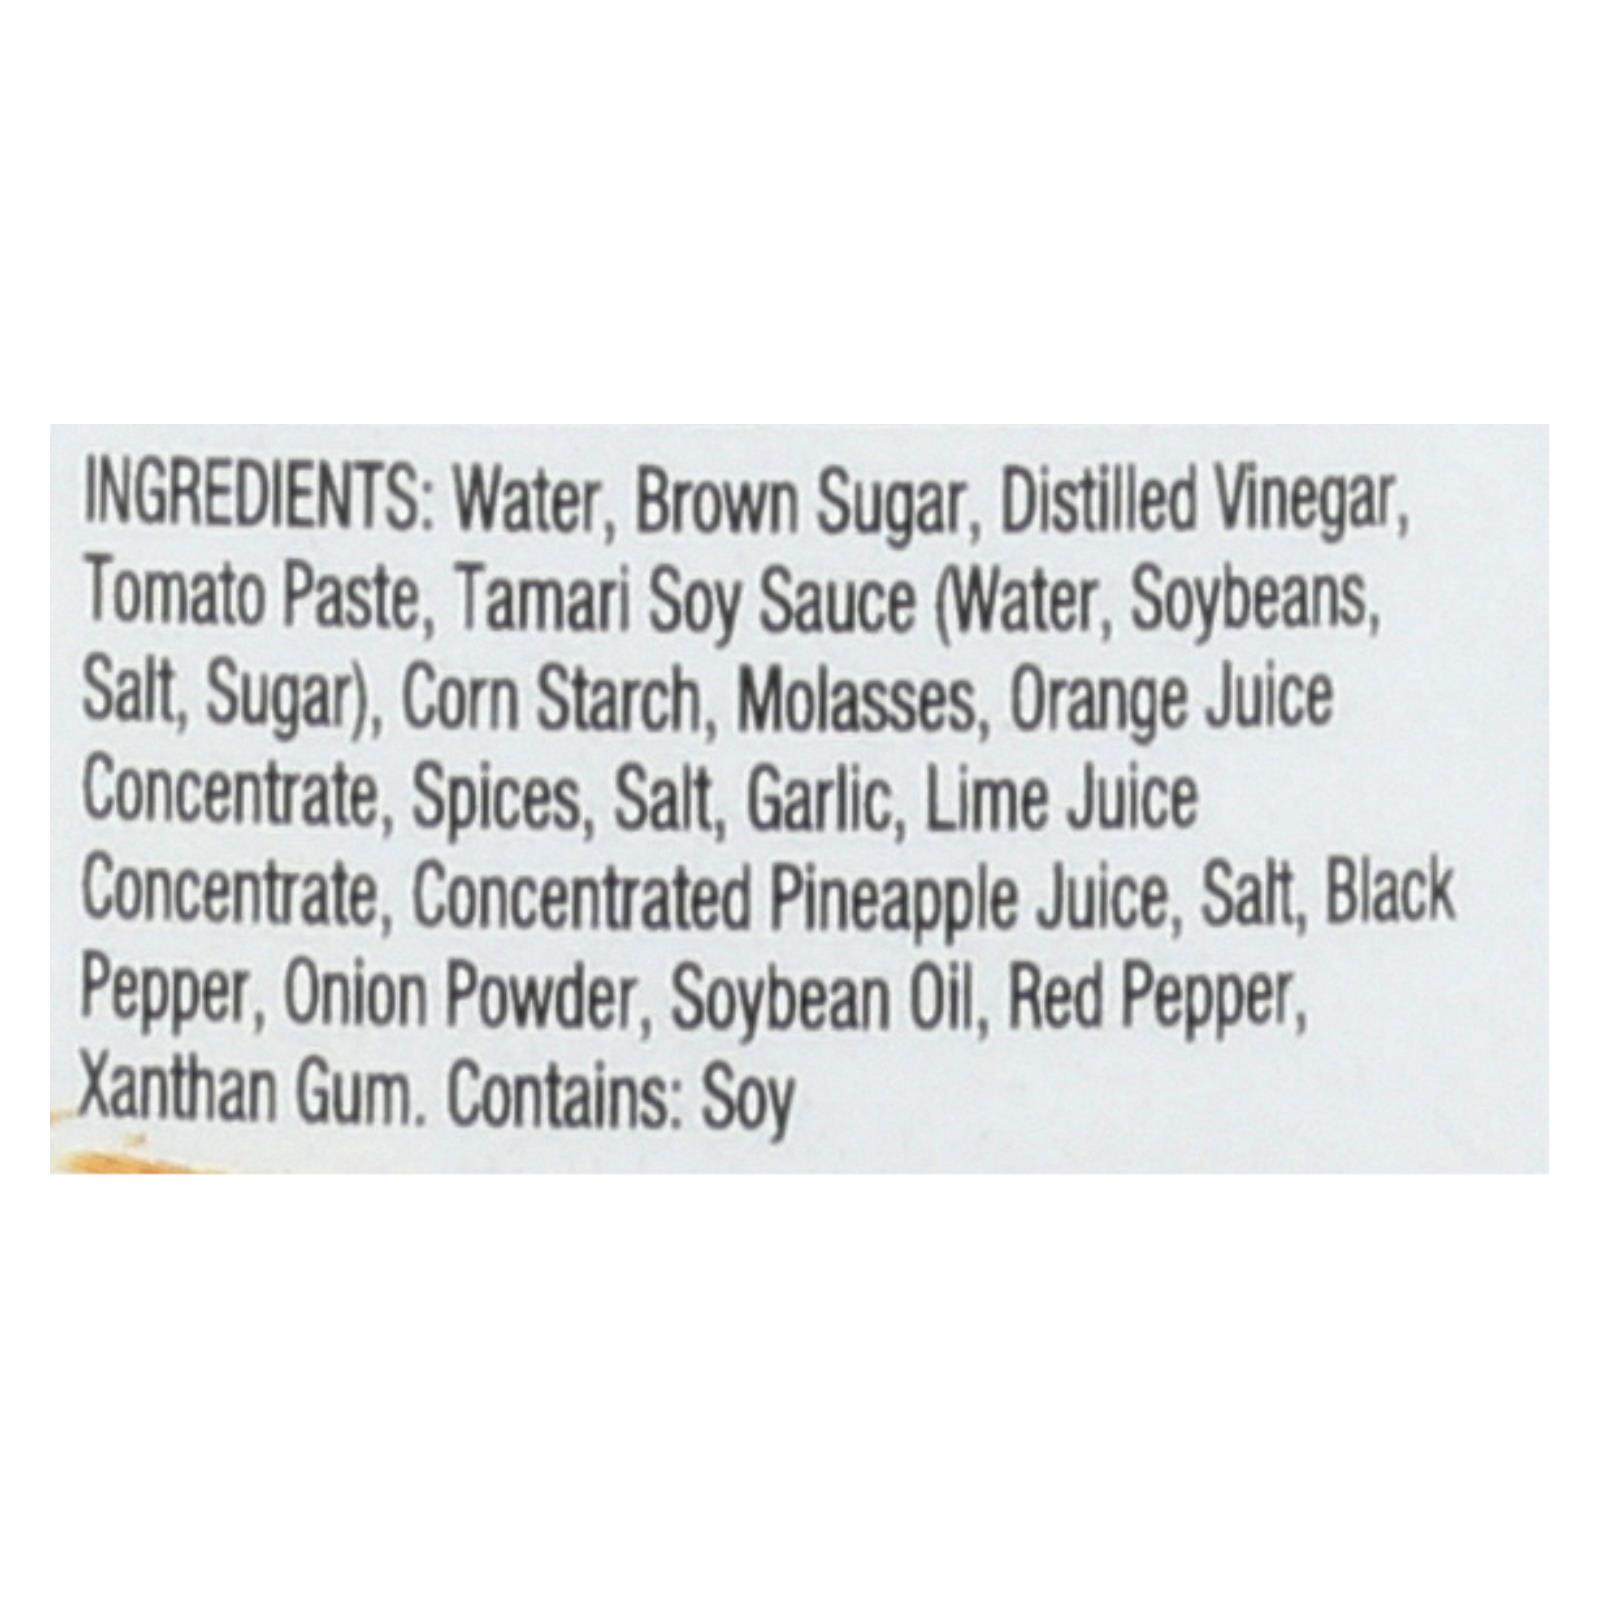 INGREDIENTS: Water, Brown Sugar, Distilled Vinegar,
Tomato Paste, Tamari Soy Sauce (Water, Soybeans,
Salt, Sugar), Corn Starch, Molasses, Orange Juice
Concentrate, Spices, Salt, Garlic, Lime Juice
Concentrate, Concentrated Pineapple Juice, Salt, Black
Pepper, Onion Powder, Soybean Oil, Red Pepper,
Xanthan Gum. Contains: Soy